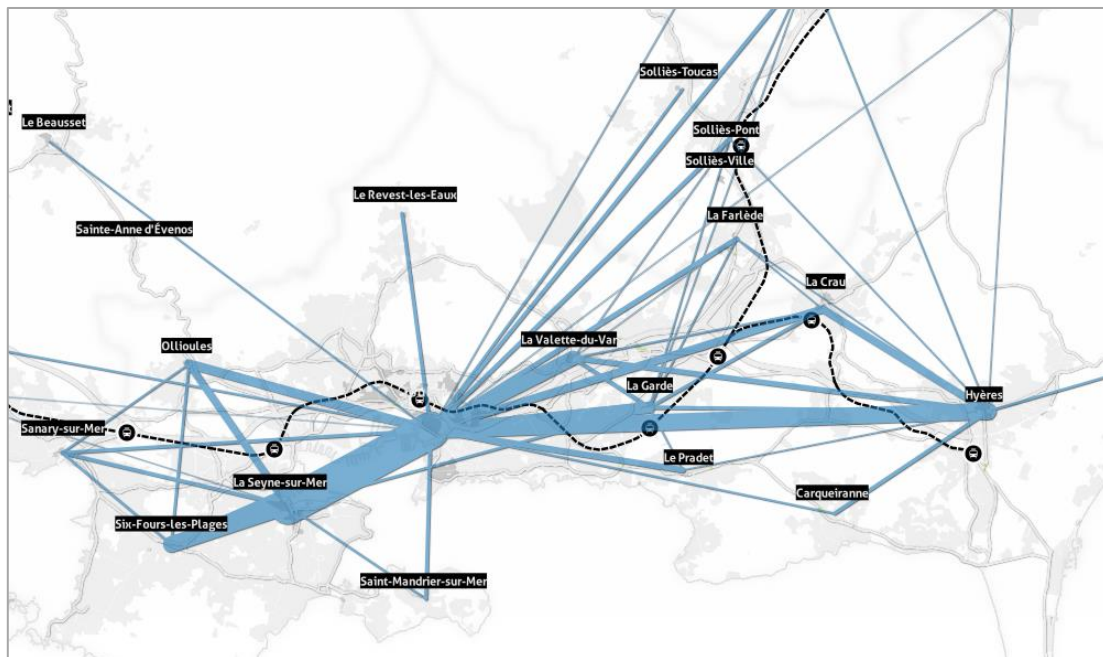 Solliès-Toucas
Le Beausset
Solliès-Pont
Solliès-Ville
Le Revest-les-Eaux
La Farlède
Sainte-Anne d'Évenos
La Crau
La Valette-du-Var
Ollioules
La Garde
Hyères
Sanary-sur-Mer
Le Pradet
La Seyne-sur-Mer
Carqueiranne
Six-Fours-les-Plages
Saint-Mandrier-sur-Mer